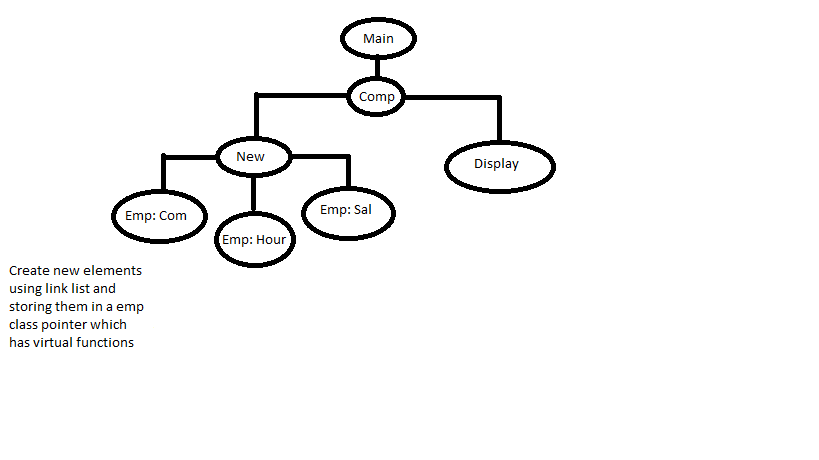 Main
Comp
New
Display
Emp: Com
Emp: Hour
Emp: Sal
Create new elements
using link list and
storing them in a emp
class pointer which
has virtual functions